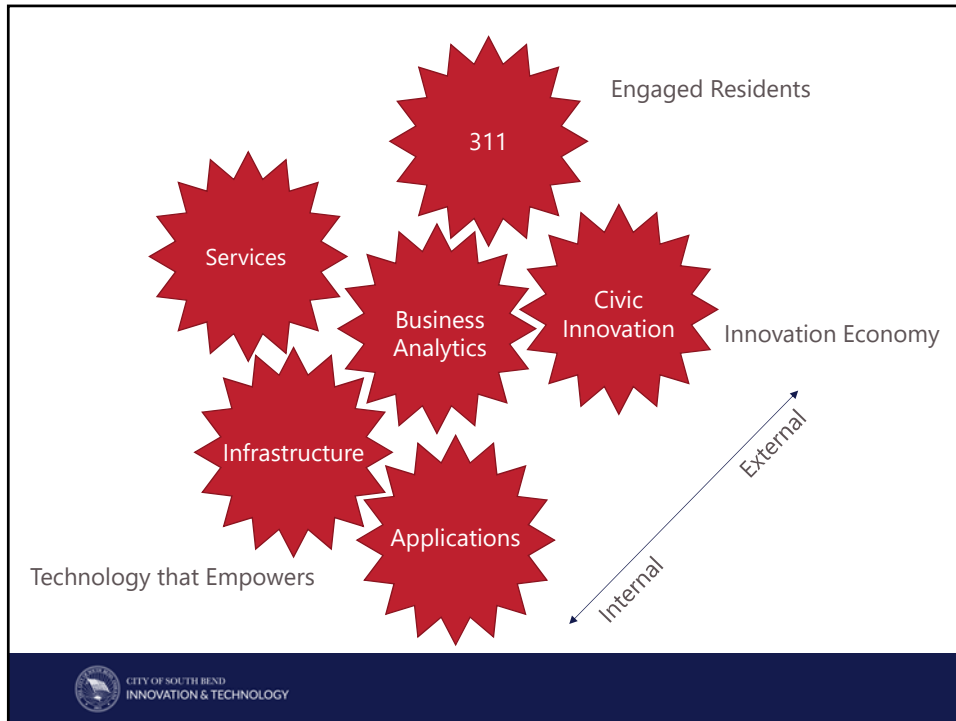 Engaged Residents
311
Services
Civic
Innovation
Business
Analytics
Innovation Economy
Infrastructure
External
Applications
Internal
Technology that Empowers
CITY OF SOUTH BEND
INNOVATION & TECHNOLOGY